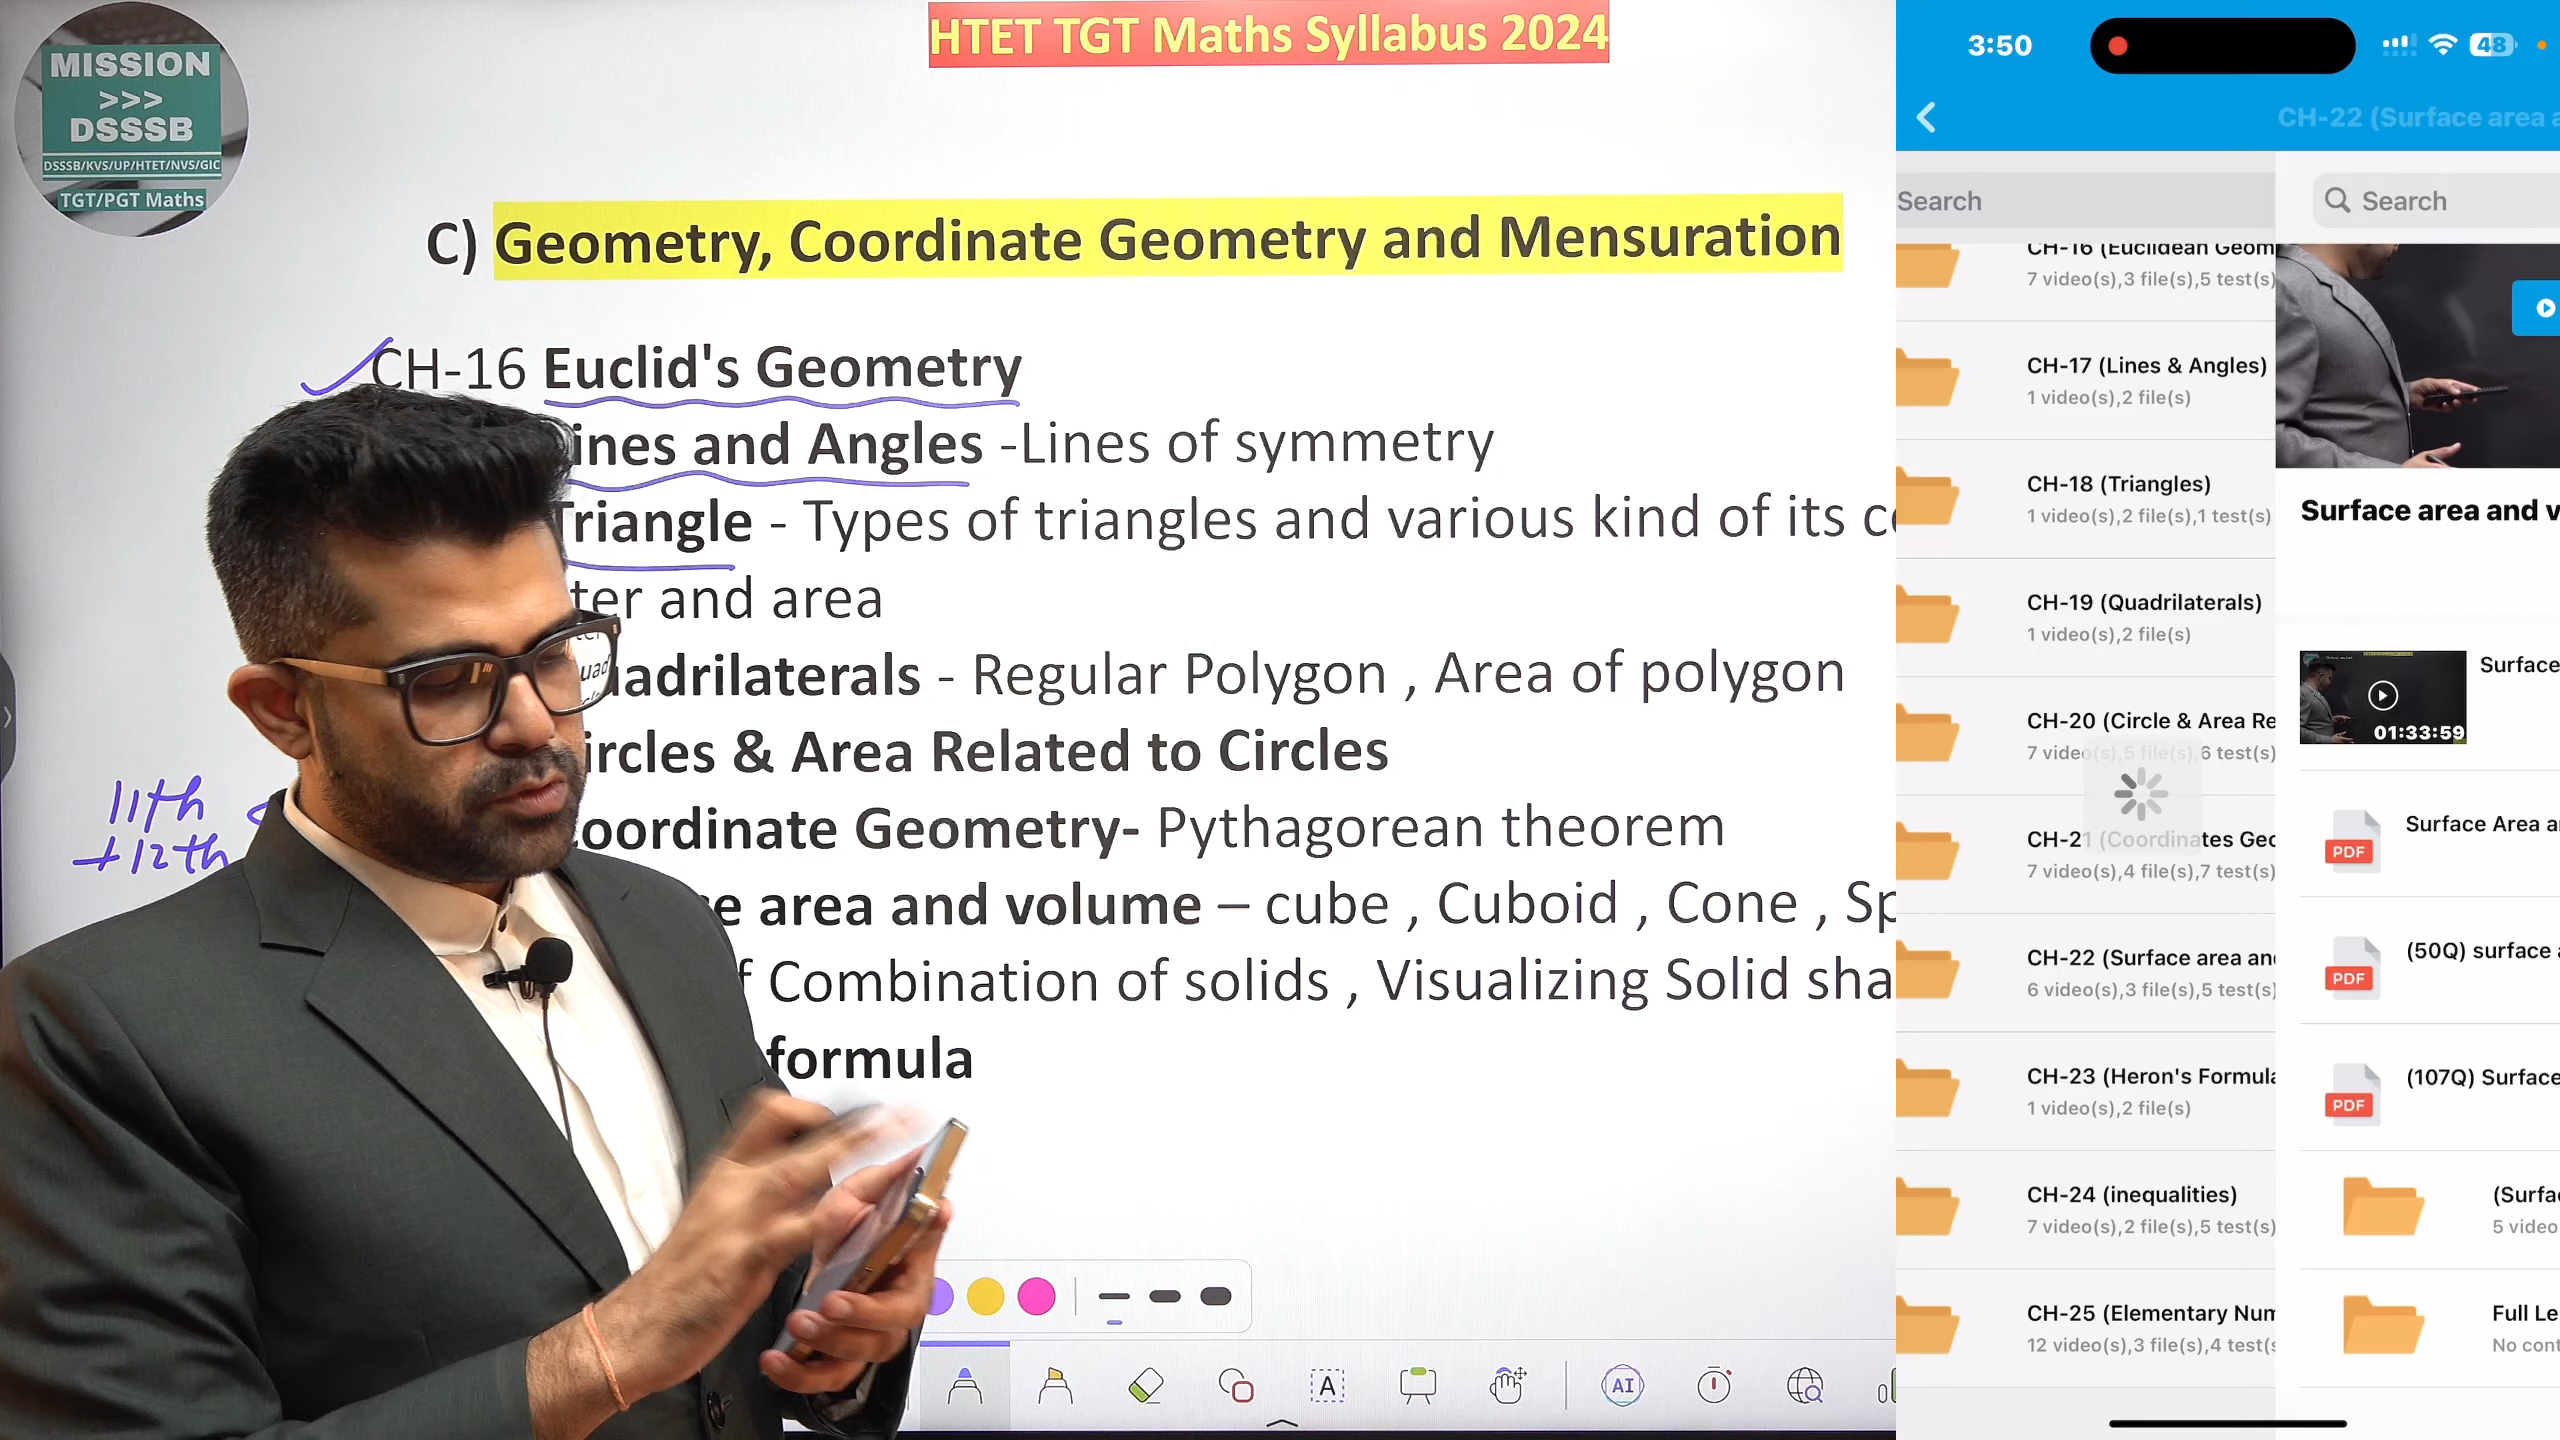 MISSION
>>>
DSSSB
DSSSB/KVS/UP/HTET/NVS/GIC
TGT/PGT Maths
HTET TGT Maths Syllabus 2024
C) Geometry, Coordinate Geometry and Mensuration
CH-16 Euclid's Geometry
ines and Angles -Lines of symmetry
Triangle - Types of triangles and various kind of its c
ter and area
uadrilaterals - Regular Polygon , Area of polygon
ircles & Area Related to Circles
oordinate Geometry- Pythagorean theorem
e area and volume – cube , Cuboid , Cone , Sp
f Combination of solids , Visualizing Solid sha
formula
11th
+12th
A
AI
3:50
48
CH-22 (Surface area a
Search
CH-16 (Euclidean Geom
7 video(s),3 file(s),5 test(s)
CH-17 (Lines & Angles)
1 video(s),2 file(s)
CH-18 (Triangles)
1 video(s),2 file(s),1 test(s)
CH-19 (Quadrilaterals)
1 video(s),2 file(s)
CH-20 (Circle & Area Re
7 video(s),5 file(s),6 test(s)
CH-21 (Coordinates Geo
7 video(s),4 file(s),7 test(s)
CH-22 (Surface area an
6 video(s),3 file(s),5 test(s)
CH-23 (Heron's Formula
1 video(s),2 file(s)
CH-24 (inequalities)
7 video(s),2 file(s),5 test(s)
CH-25 (Elementary Num
12 video(s),3 file(s),4 test(s
Search
Surface area and v
Surface
01:33:59
Surface Area a
PDF
(50Q) surface a
PDF
(107Q) Surface
PDF
(Surfa
5 video
Full Le
No cont